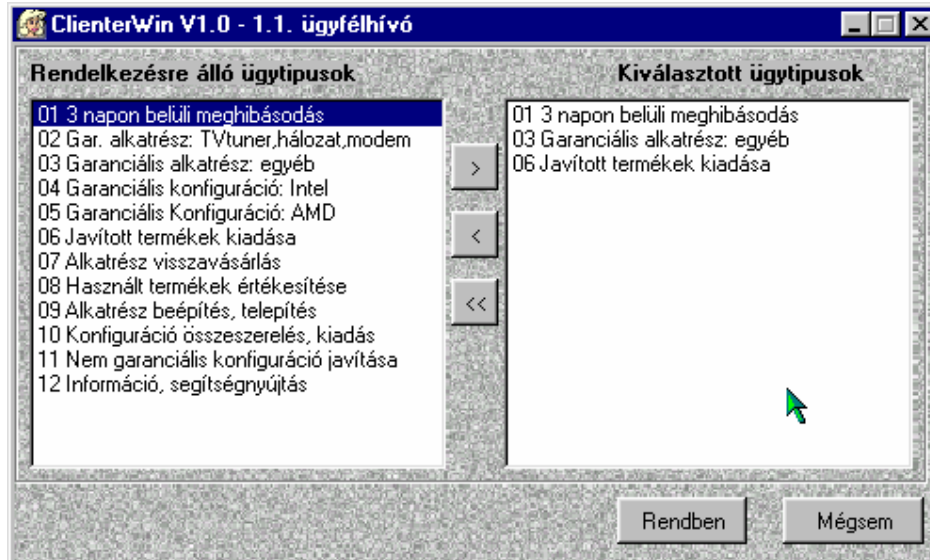 ClienterWin V1.0 - 1.1. ügyfélhívó
Rendelkezésre álló ügytipusok
01 3 napon belüli meghibásodás
02 Gar. alkatrész: TVtuner,hálozat,modem
03 Garanciális alkatrész: egyéb
04 Garanciális konfiguráció: Intel
05 Garanciális Konfiguráció: AMD
06 Javított termékek kiadása
07 Alkatrész visszavásárlás
08 Használt termékek értékesítése
09 Alkatrész beépítés, telepítés
10 Konfiguráció összeszerelés, kiadás
11 Nem garanciális konfiguráció javítása
12 Információ, segítségnyújtás
>
<
<<
Kiválasztott ügytipusok
01 3 napon belüli meghibásodás
03 Garanciális alkatrész: egyéb
06 Javított termékek kiadása
Rendben
Mégsem